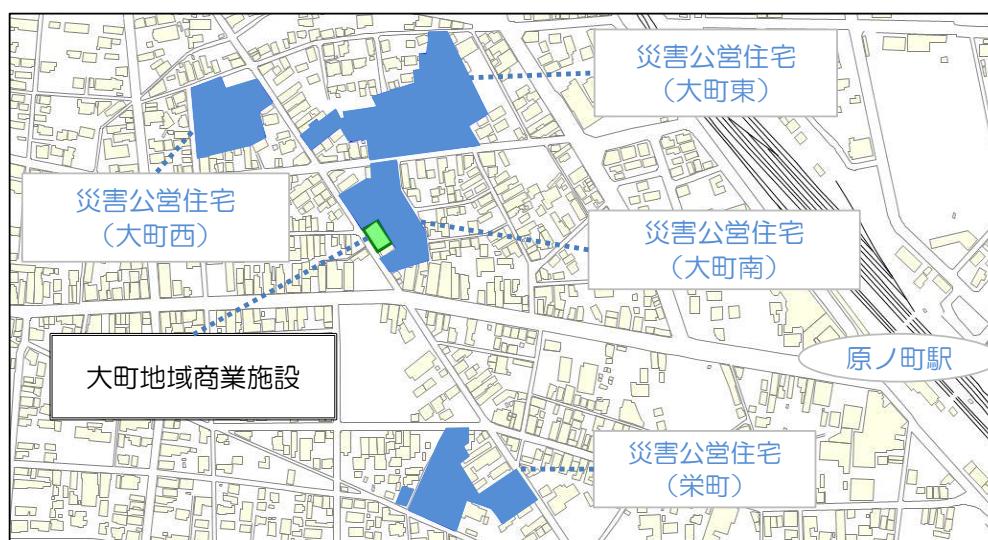 災害公営住宅
（大町東）
災害公営住宅
（大町西）
災害公営住宅
（大町南）
大町地域商業施設
原ノ町駅
災害公営住宅
（栄町）